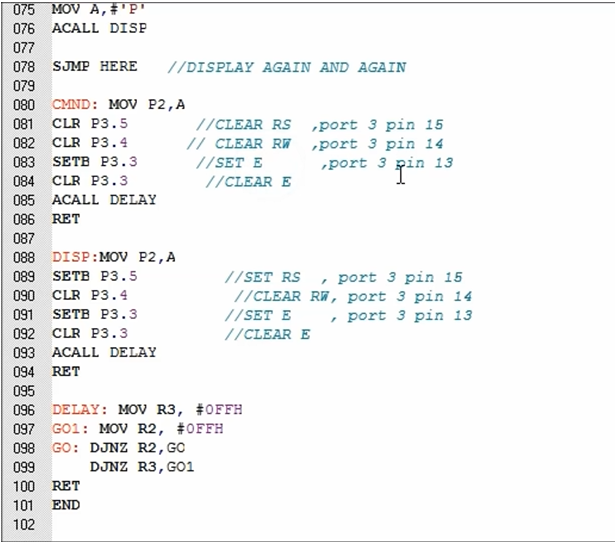 075 MOV A,#'P'
076 ACALL DISP
077
078 SJMP HERE //DISPLAY AGAIN AND AGAIN
079
080 CMND: MOV P2,A
081 CLR P3.5 //CLEAR RS ,port 3 pin 15
082 CLR P3.4 // CLEAR RW ,port 3 pin 14
083 SETB P3.3 //SET E ,port 3 pin 13
084 CLR P3.3 //CLEAR E
085 ACALL DELAY
086 RET
087
088 DISP:MOV P2,A
089 SETB P3.5 //SET RS , port 3 pin 15
090 CLR P3.4 //CLEAR RW, port 3 pin 14
091 SETB P3.3 //SET E , port 3 pin 13
092 CLR P3.3 //CLEAR E
093 ACALL DELAY
094 RET
095
096 DELAY: MOV R3, #0FFH
097 GO1: MOV R2, #0FFH
098 GO: DJNZ R2,GO
099 DJNZ R3,GO1
100 RET
101 END
102